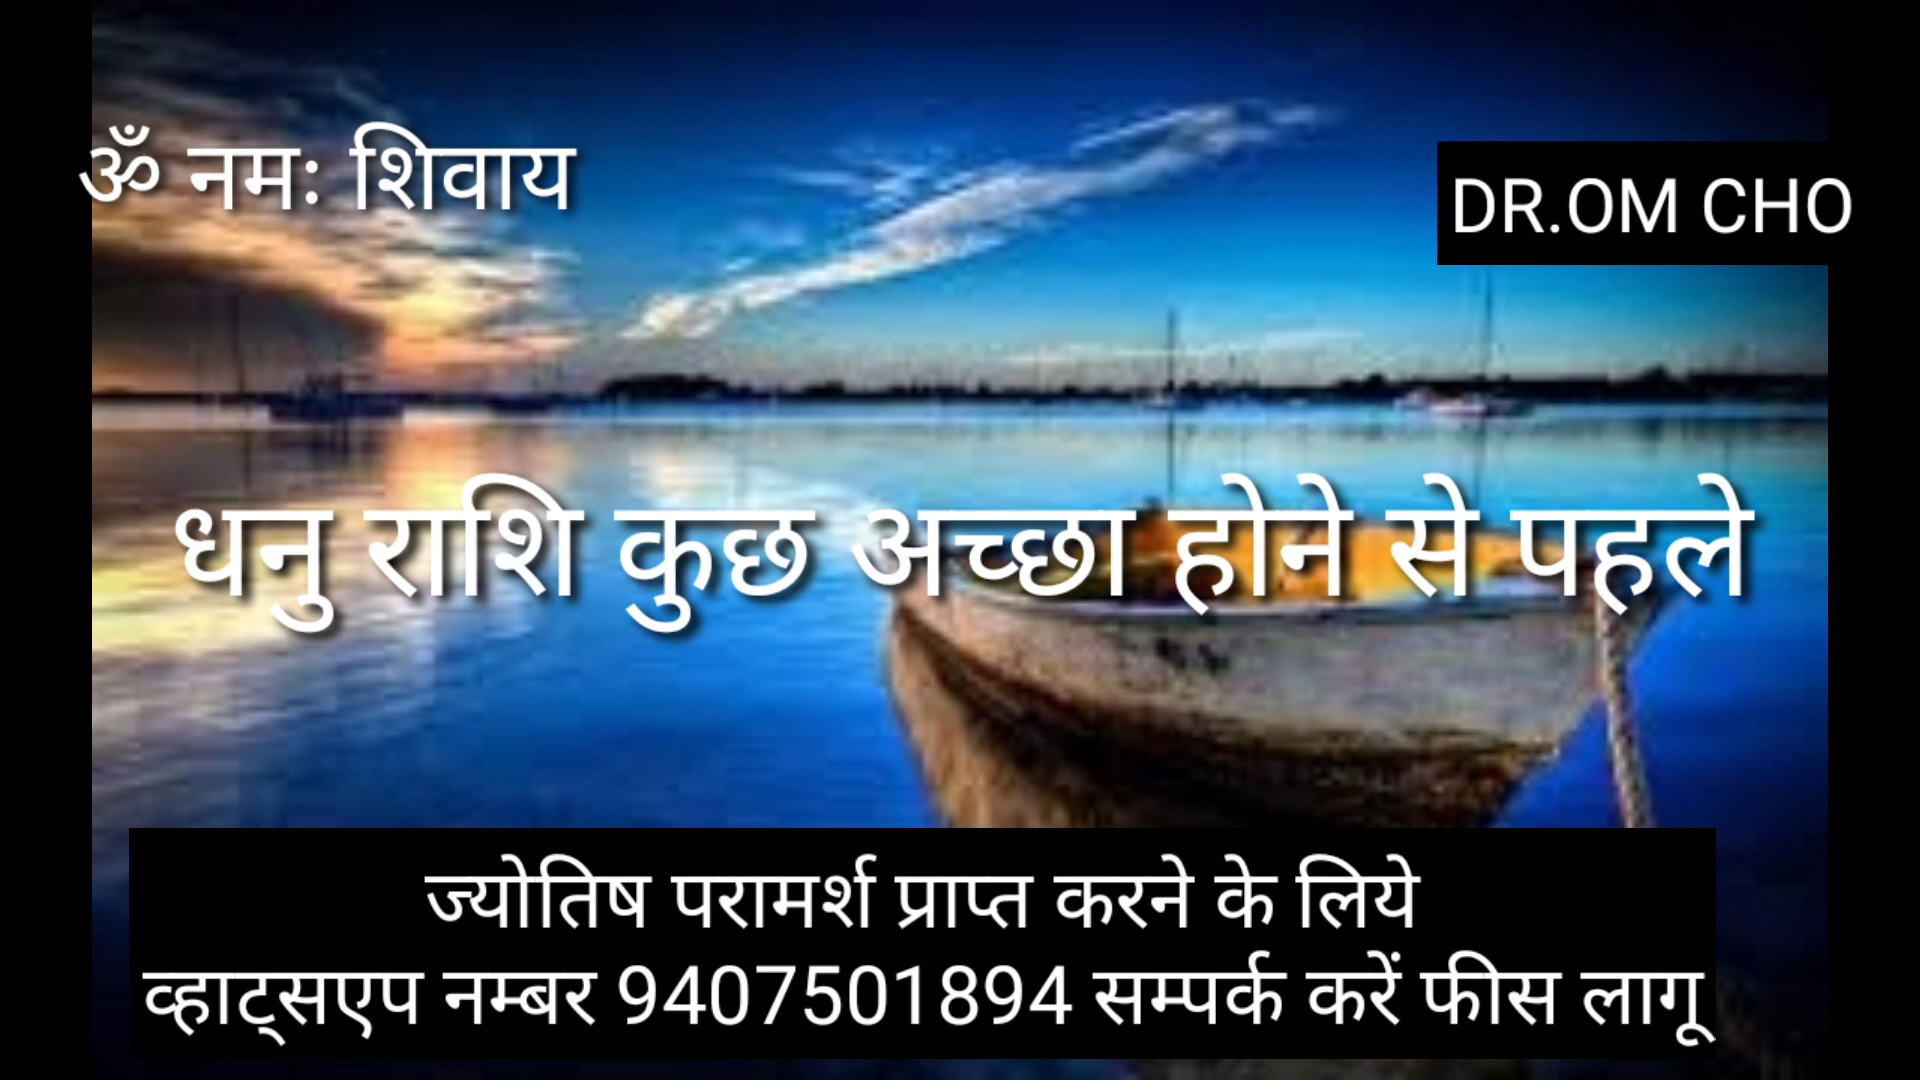 ॐ नमः शिवाय
DR.OM CHO
धनु राशि कुछ अच्छा होने से पहले
ज्योतिष परामर्श प्राप्त करने के लिये
व्हाट्सएप नम्बर 9407501894 सम्पर्क करें फीस लागू